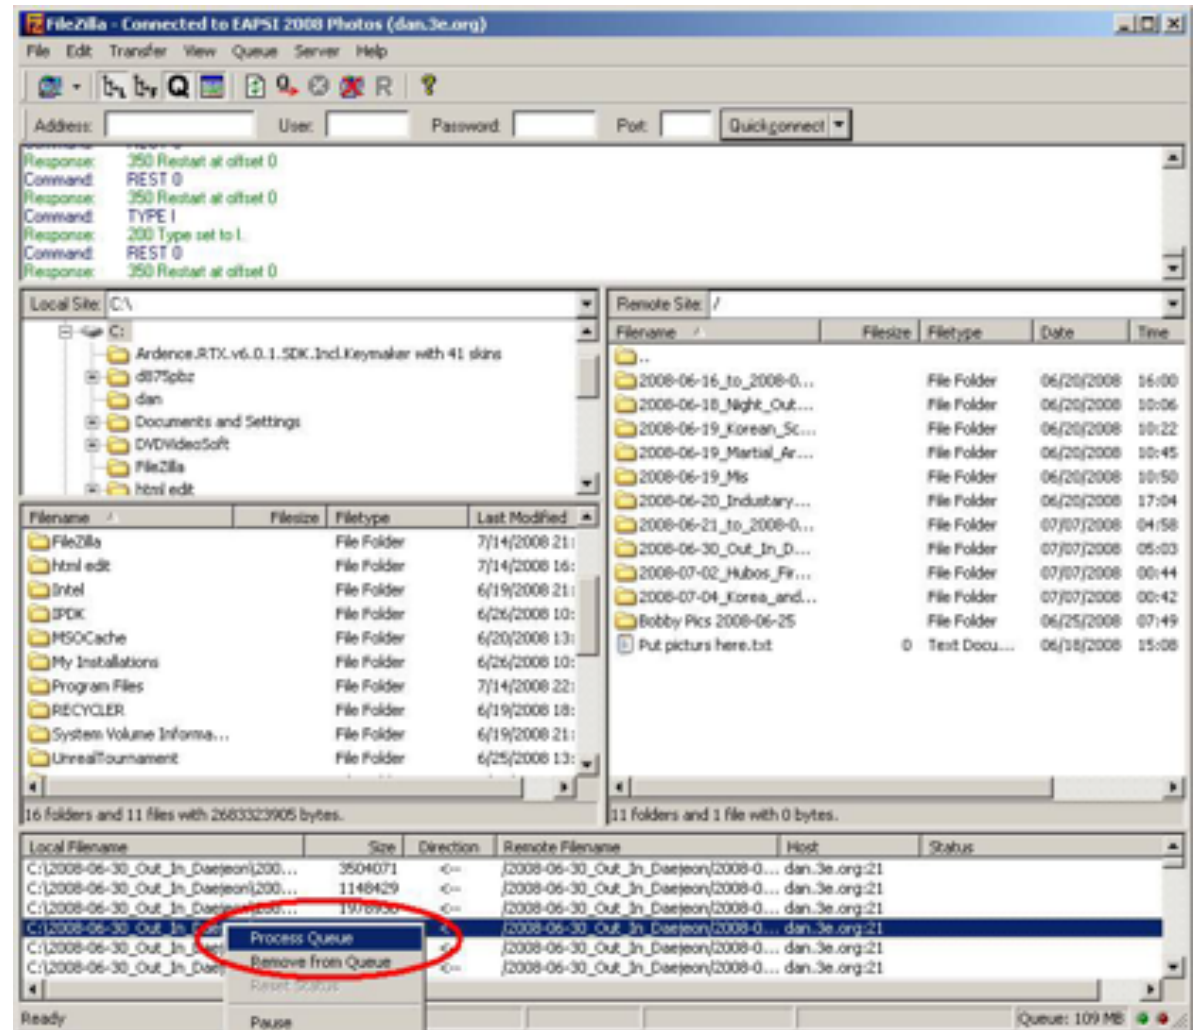 FileZilla - Connected to EAPSI 2008 Photos (dan.3e.org)
File Edit Transfer View Queue Server Help
Address: User: Password: Port: Quickconnect
Response: 350 Restart at offset 0
Command: REST 0
Response: 350 Restart at offset 0
Command: TYPE I
Response: 200 Type set to I.
Command: REST 0
Response: 350 Restart at offset 0
Local Site: C:\
C:
Ardence.RTX.v6.0.1.SDK.Incl.Keymaker with 41 skins
d875pbz
dan
Documents and Settings
DVDVideoSoft
FileZilla
html edit
Filename Filesize Filetype Last Modified
FileZilla File Folder 7/14/2008 21:
html edit File Folder 7/14/2008 16:
Intel File Folder 6/19/2008 21:
IPDK File Folder 6/26/2008 10:
MSOCache File Folder 6/20/2008 13:
My Installations File Folder 6/26/2008 10:
Program Files File Folder 7/14/2008 22:
RECYCLER File Folder 6/19/2008 18:
System Volume Informa... File Folder 6/19/2008 21:
UnrealTournament File Folder 6/25/2008 13:
16 folders and 11 files with 2683323905 bytes.
Remote Site: /
Filename Filesize Filetype Date Time
..
2008-06-16_to_2008-0... File Folder 06/20/2008 16:00
2008-06-18_Night_Out... File Folder 06/20/2008 10:06
2008-06-19_Korean_Sc... File Folder 06/20/2008 10:22
2008-06-19_Martial_Ar... File Folder 06/20/2008 10:45
2008-06-19_Mis File Folder 06/20/2008 10:50
2008-06-20_Industary... File Folder 06/20/2008 17:04
2008-06-21_to_2008-0... File Folder 07/07/2008 04:58
2008-06-30_Out_In_D... File Folder 07/07/2008 05:03
2008-07-02_Hubos_Fir... File Folder 07/07/2008 00:44
2008-07-04_Korea_and... File Folder 07/07/2008 00:42
Bobby Pics 2008-06-25 File Folder 06/25/2008 07:49
Put picturs here.txt 0 Text Docu... 06/18/2008 15:08
11 folders and 1 file with 0 bytes.
Local Filename Size Direction Remote Filename Host Status
C:\2008-06-30_Out_In_Daejeon\200... 3504071 <-- /2008-06-30_Out_In_Daejeon/2008-0... dan.3e.org:21
C:\2008-06-30_Out_In_Daejeon\200... 1148429 <-- /2008-06-30_Out_In_Daejeon/2008-0... dan.3e.org:21
C:\2008-06-30_Out_In_Daejeon\200... <-- /2008-06-30_Out_In_Daejeon/2008-0... dan.3e.org:21
C:\2008-06-30_Out_In_Dae <-- /2008-06-30_Out_In_Daejeon/2008-0... dan.3e.org:21
C:\2008-06-30_Out_In_Dae <-- /2008-06-30_Out_In_Daejeon/2008-0... dan.3e.org:21
C:\2008-06-30_Out_In_Daej <-- /2008-06-30_Out_In_Daejeon/2008-0... dan.3e.org:21
Process Queue
Remove from Queue
Reset Status
Pause
Ready Queue: 109 MB